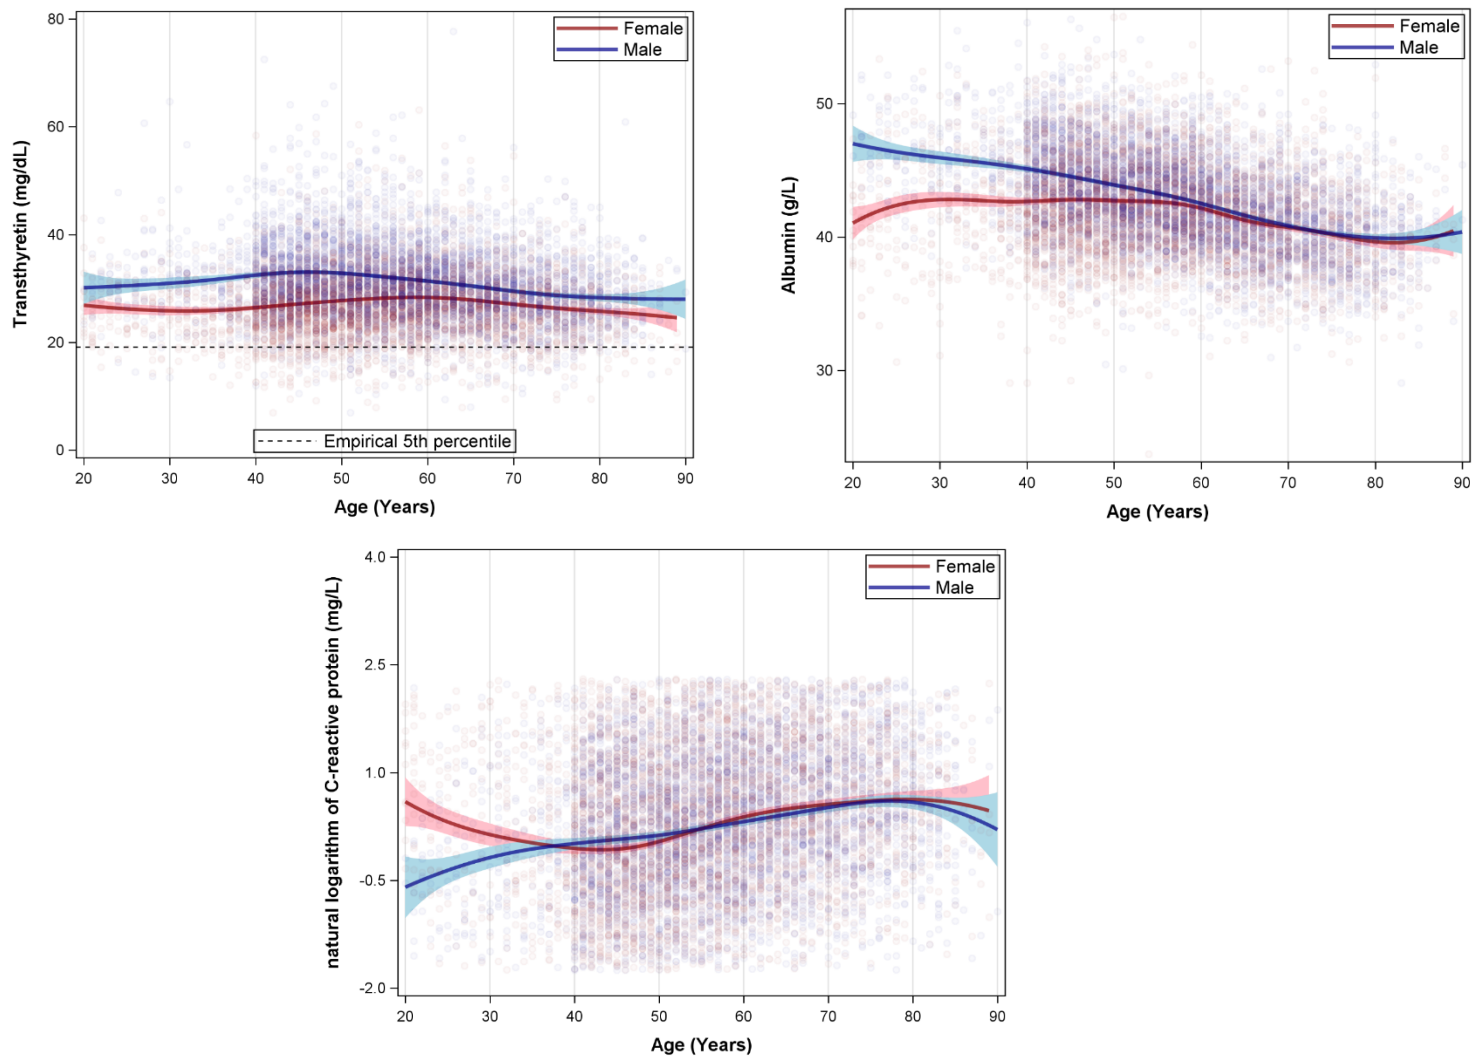 Transthyretin (mg/dL)
80
60
40
20
0
Female
Male
Empirical 5th percentile
20 30 40 50 60 70 80 90
Age (Years)
Albumin (g/L)
50
40
30
Female
Male
20 30 40 50 60 70 80 90
Age (Years)
natural logarithm of C-reactive protein (mg/L)
4.0
2.5
1.0
-0.5
-2.0
Female
Male
20 30 40 50 60 70 80 90
Age (Years)